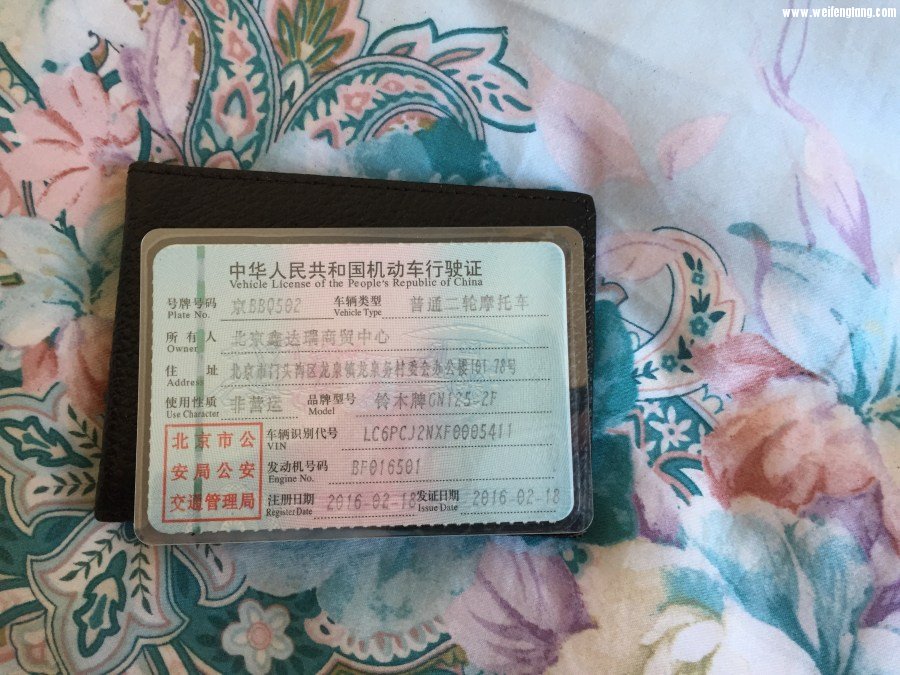 www.weifengtang.com
中华人民共和国机动车行驶证
Vehicle License of the People's Republic of China
号牌号码 京BBQ502 车辆类型 普通二轮摩托车
Plate No. Vehicle Type
所有人 北京鑫达瑞商贸中心
Owner
住址 北京市门头沟区龙泉镇龙泉务村委会办公楼191-78号
Address
使用性质 非营运 品牌型号 铃木牌GN125-2F
Use Character Model
北京市公安局公安交通管理局
车辆识别代号 LC6PCJ2NXF0005411
VIN
发动机号码 BF016501
Engine No.
注册日期 2016-02-18 发证日期 2016-02-18
Register Date Issue Date